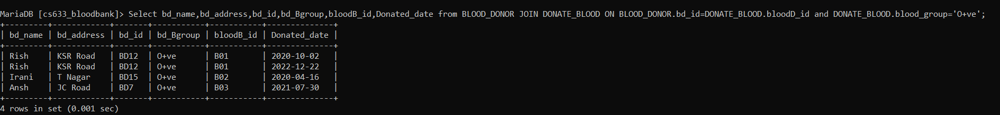 MariaDB [cs633_bloodbank]> Select bd_name,bd_address,bd_id,bd_Bgroup,bloodB_id,Donated_date from BLOOD_DONOR JOIN DONATE_BLOOD ON BLOOD_DONOR.bd_id=DONATE_BLOOD.bloodD_id and DONATE_BLOOD.blood_group='O+ve';
+---------+------------+-------+-----------+-----------+--------------+
| bd_name | bd_address | bd_id | bd_Bgroup | bloodB_id | Donated_date |
+---------+------------+-------+-----------+-----------+--------------+
| Rish    | KSR Road   | BD12  | O+ve      | B01       | 2020-10-02   |
| Rish    | KSR Road   | BD12  | O+ve      | B01       | 2022-12-22   |
| Irani   | T Nagar    | BD15  | O+ve      | B02       | 2020-04-16   |
| Ansh    | JC Road    | BD7   | O+ve      | B03       | 2021-07-30   |
+---------+------------+-------+-----------+-----------+--------------+
4 rows in set (0.001 sec)